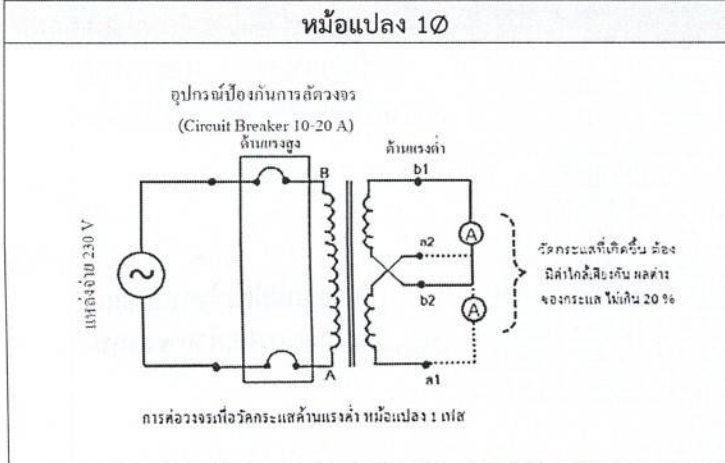 หม้อแปลง 1Ø
อุปกรณ์ป้องกันการลัดวงจร
(Circuit Breaker 10-20 A)
ด้านแรงสูง
ด้านแรงต่ำ
b1
B
แหล่งจ่าย 230 V
a2
A
วัดกระแสที่เกิดขึ้น ต้อง
มีค่าใกล้เคียงกัน ผลต่าง
ของกระแส ไม่เกิน 20 %
b2
A
A
a1
การต่อวงจรเพื่อวัดกระแสด้านแรงต่ำ หม้อแปลง 1 เฟส